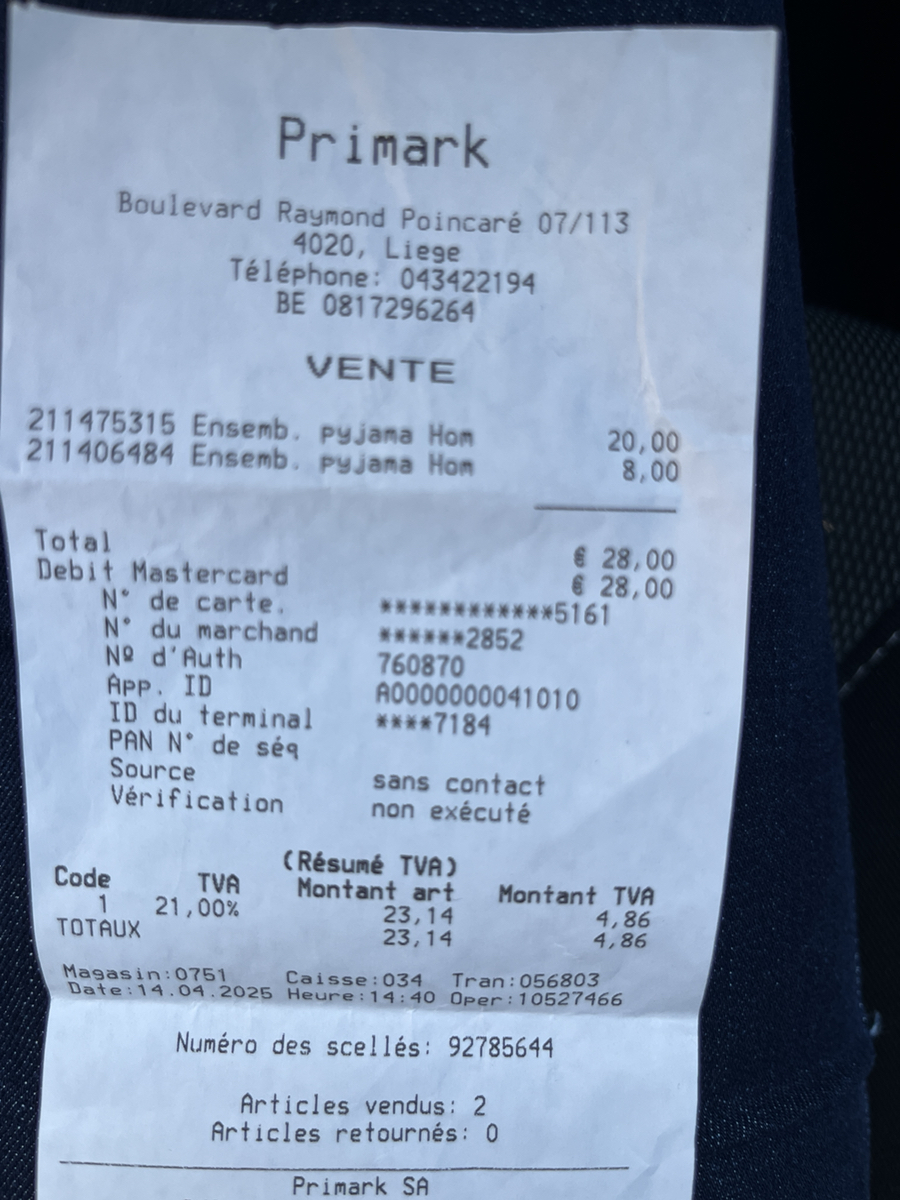 Primark
Boulevard Raymond Poincaré 07/113
4020, Liege
Téléphone: 043422194
BE 0817296264
VENTE
211475315 Ensemb. pyjama Hom 20,00
211406484 Ensemb. pyjama Hom 8,00
Total € 28,00
Debit Mastercard € 28,00
N° de carte. ************5161
N° du marchand ******2852
Nº d'Auth 760870
App. ID A0000000041010
ID du terminal ****7184
PAN N° de séq
Source sans contact
Vérification non exécuté
(Résumé TVA)
Code TVA Montant art Montant TVA
1 21,00% 23,14 4,86
TOTAUX 23,14 4,86
Magasin:0751 Caisse:034 Tran:056803
Date:14.04.2025 Heure:14:40 Oper:10527466
Numéro des scellés: 92785644
Articles vendus: 2
Articles retournés: 0
Primark SA